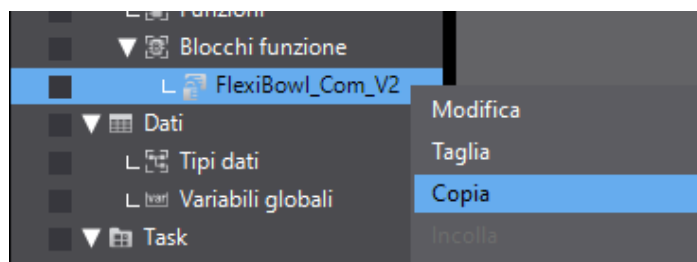 Funzioni
Blocchi funzione
FlexiBowl_Com_V2
Modifica
Dati
Taglia
Tipi dati
Copia
Variabili globali
Incolla
Task